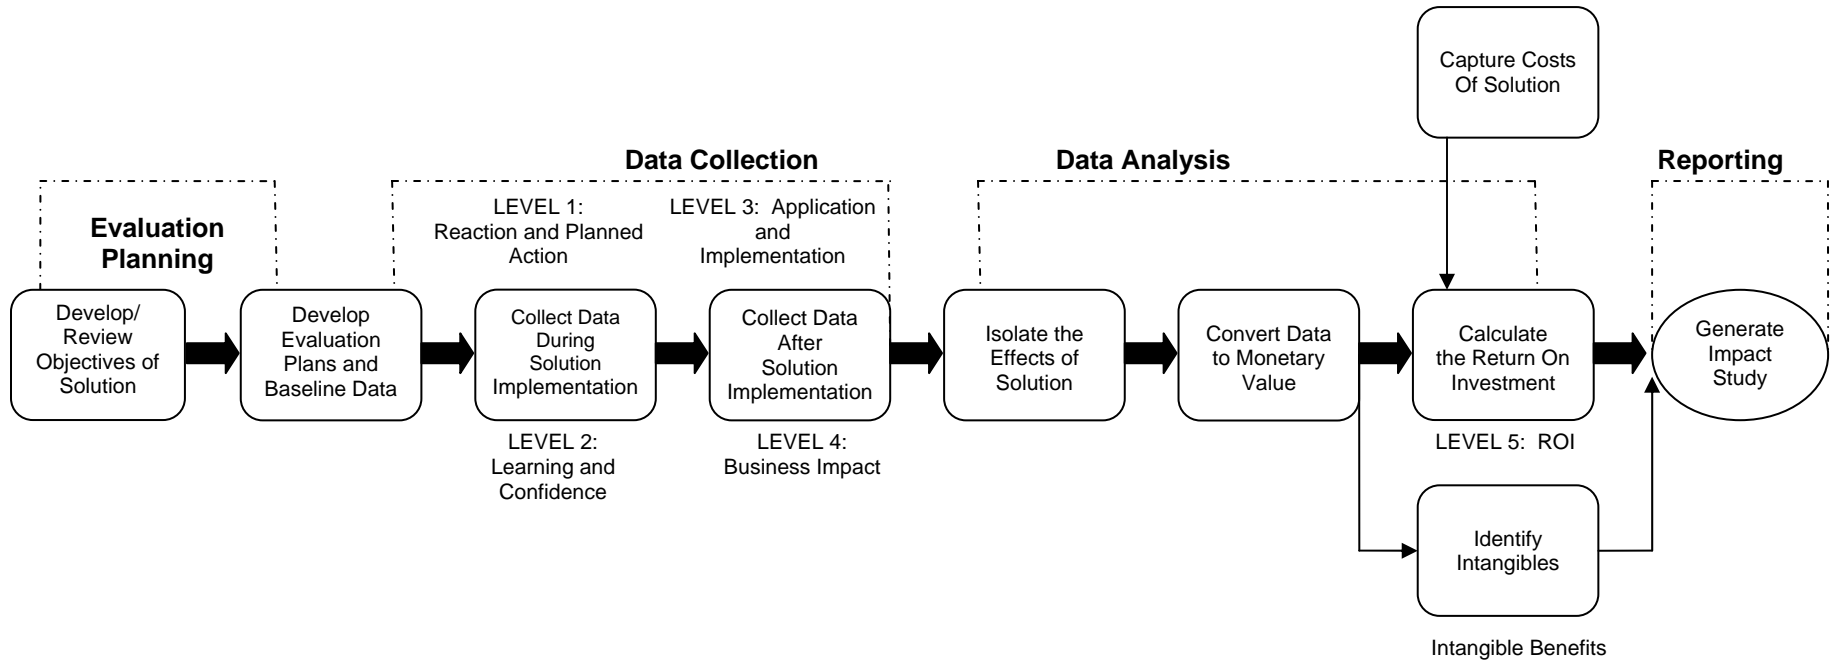 Capture Costs
Of Solution
Data Collection
Data Analysis
Reporting
Evaluation
Planning
LEVEL 1:
Reaction and Planned
Action
LEVEL 3:  Application
and
Implementation
Develop/
Review
Objectives of
Solution
Develop
Evaluation
Plans and
Baseline Data
Collect Data
During
Solution
Implementation
Collect Data
After
Solution
Implementation
Isolate the
Effects of
Solution
Convert Data
to Monetary
Value
Calculate
the Return On
Investment
Generate
Impact
Study
LEVEL 2:
Learning and
Confidence
LEVEL 4:
Business Impact
LEVEL 5:  ROI
Identify
Intangibles
Intangible Benefits